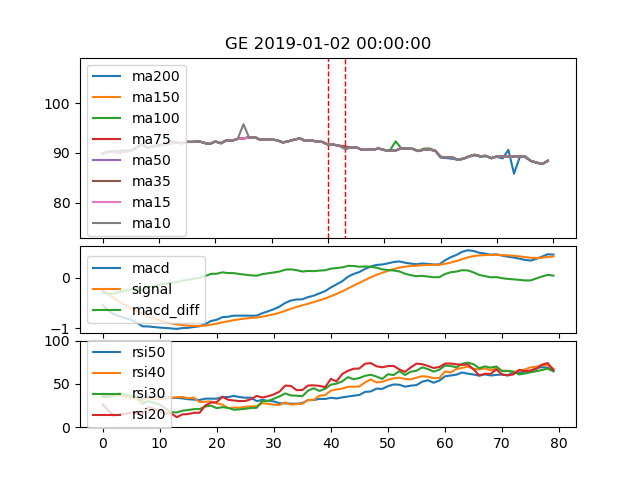 GE 2019-01-02 00:00:00
100
90
80
ma200
ma150
ma100
ma75
ma50
ma35
ma15
ma10
0
−1
macd
signal
macd_diff
100
50
0
rsi50
rsi40
rsi30
rsi20
0 10 20 30 40 50 60 70 80